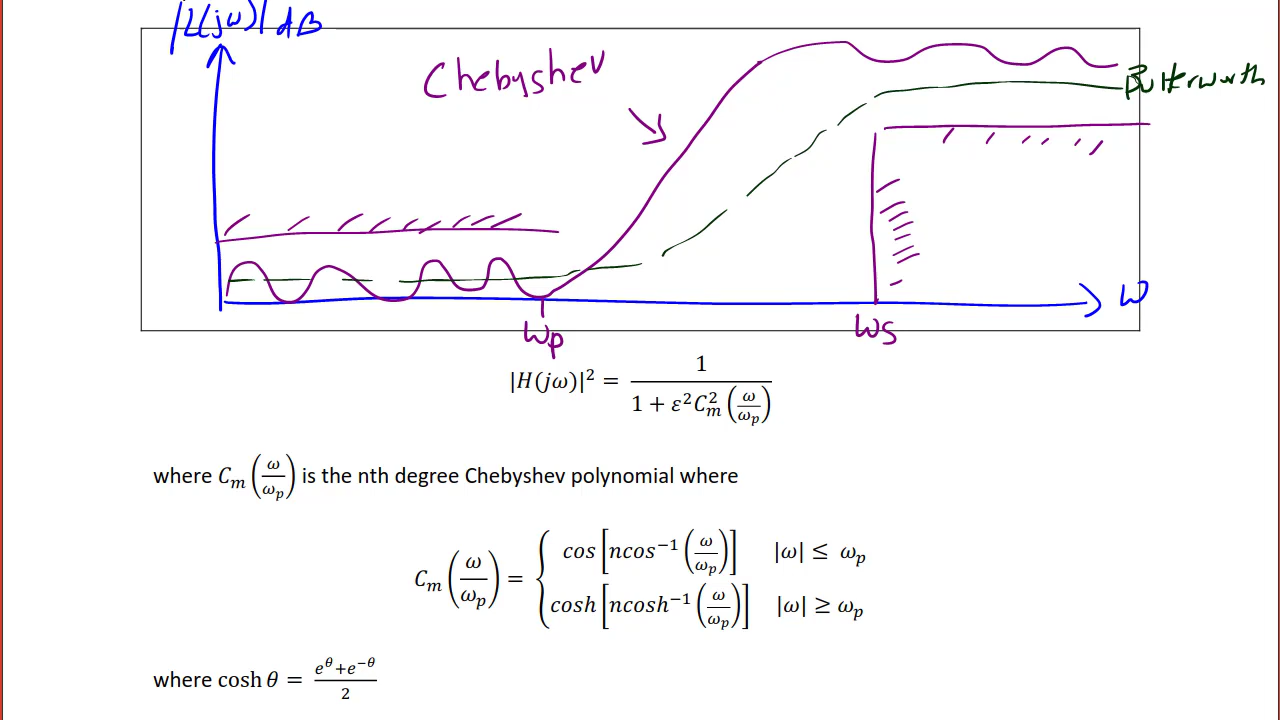 |L(jω)| dB
Chebyshev
Butterworth
ω
ωp
ωs
|H(jω)|² = 1 / (1 + ε²C²ₘ(ω/ωₚ))
where Cₘ(ω/ωₚ) is the nth degree Chebyshev polynomial where
Cₘ(ω/ωₚ) = { cos[ncos⁻¹(ω/ωₚ)] |ω| ≤ ωₚ
cosh[ncosh⁻¹(ω/ωₚ)] |ω| ≥ ωₚ
where cosh θ = (e^θ+e^−θ)/2